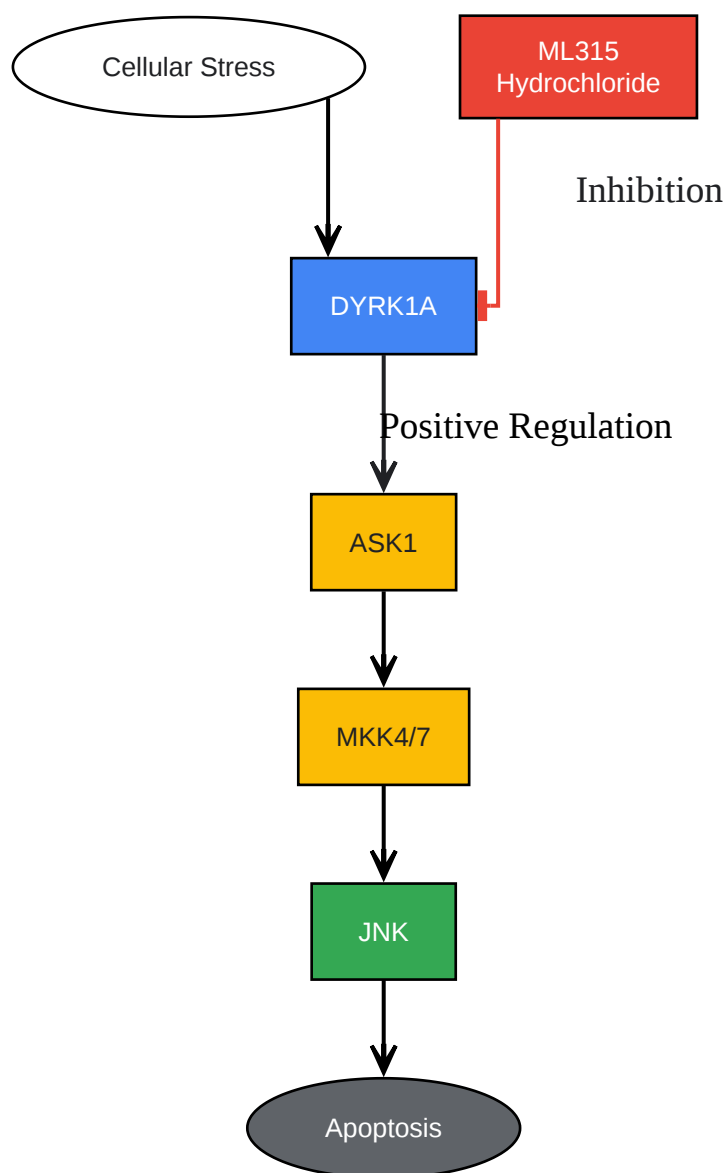 Cellular Stress
ML315
Hydrochloride
Inhibition
DYRK1A
Positive Regulation
ASK1
MKK4/7
JNK
Apoptosis